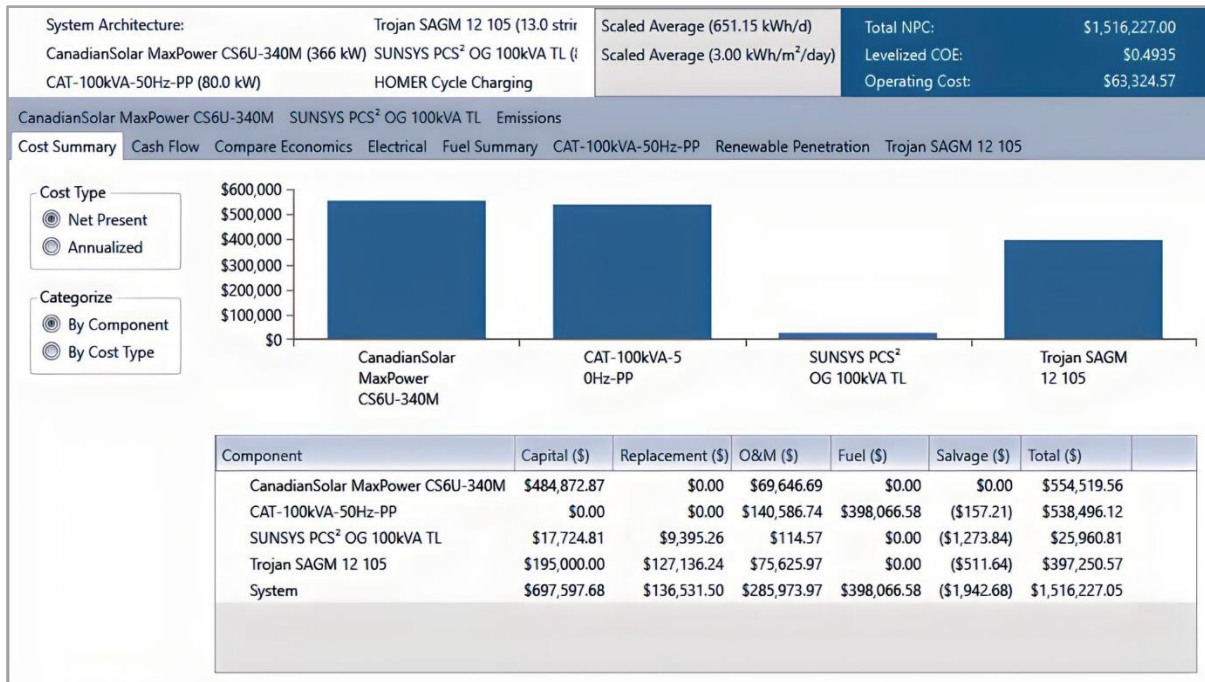 System Architecture: Trojan SAGM 12 105 (13.0 strin Scaled Average (651.15 kWh/d) Total NPC: $1,516,227.00
CanadianSolar MaxPower CS6U-340M (366 kW) SUNSYS PCS² OG 100kVA TL ( Scaled Average (3.00 kWh/m²/day) Levelized COE: $0.4935
CAT-100kVA-50Hz-PP (80.0 kW) HOMER Cycle Charging Operating Cost: $63,324.57
CanadianSolar MaxPower CS6U-340M SUNSYS PCS² OG 100kVA TL Emissions
Cost Summary Cash Flow Compare Economics Electrical Fuel Summary CAT-100kVA-50Hz-PP Renewable Penetration Trojan SAGM 12 105
Cost Type
Net Present
Annualized
Categorize
By Component
By Cost Type
$600,000
$500,000
$400,000
$300,000
$200,000
$100,000
$0
CanadianSolar
MaxPower
CS6U-340M
CAT-100kVA-5
0Hz-PP
SUNSYS PCS²
OG 100kVA TL
Trojan SAGM
12 105
Component Capital ($) Replacement ($) O&M ($) Fuel ($) Salvage ($) Total ($)
CanadianSolar MaxPower CS6U-340M $484,872.87 $0.00 $69,646.69 $0.00 $0.00 $554,519.56
CAT-100kVA-50Hz-PP $0.00 $0.00 $140,586.74 $398,066.58 ($157.21) $538,496.12
SUNSYS PCS² OG 100kVA TL $17,724.81 $9,395.26 $114.57 $0.00 ($1,273.84) $25,960.81
Trojan SAGM 12 105 $195,000.00 $127,136.24 $75,625.97 $0.00 ($511.64) $397,250.57
System $697,597.68 $136,531.50 $285,973.97 $398,066.58 ($1,942.68) $1,516,227.05